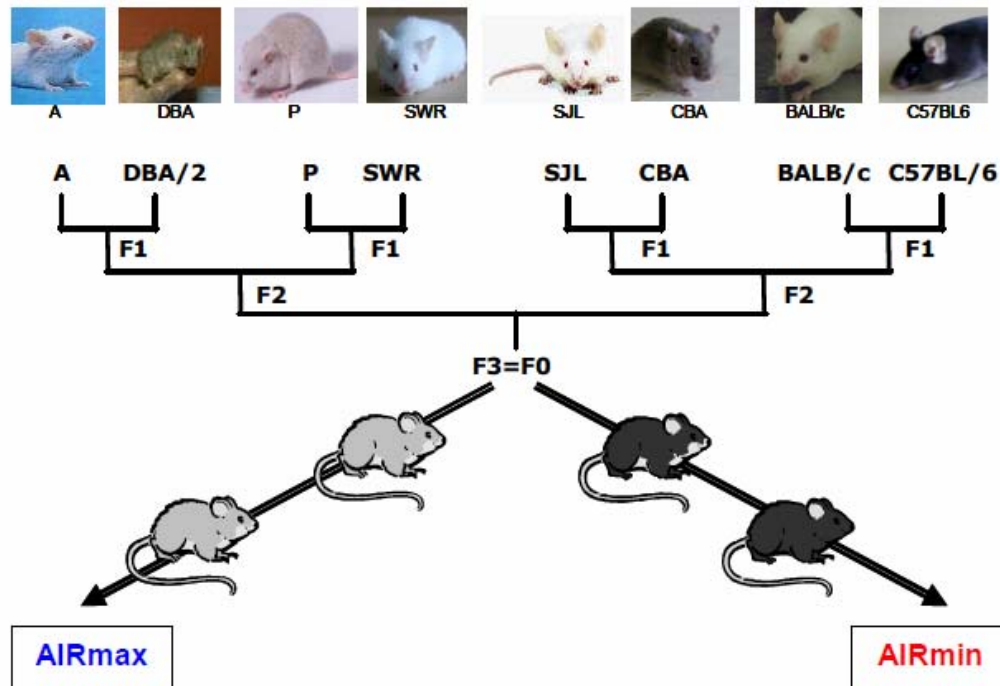 A DBA P SWR SJL CBA BALB/c C57BL6
A DBA/2 P SWR SJL CBA BALB/c C57BL/6
F1 F1 F1 F1
F2 F2
F3=F0
AIRmax AIRmin